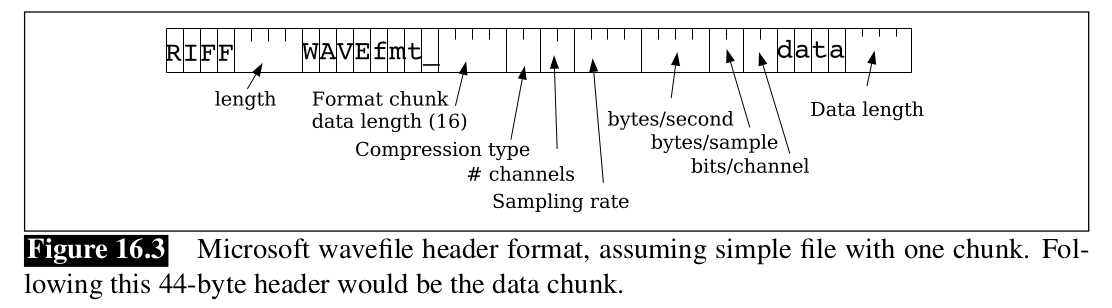 RIFF WAVEfmt_ data
length
Format chunk
data length (16)
Compression type
# channels
Sampling rate
bytes/second
bytes/sample
bits/channel
Data length
Figure 16.3 Microsoft wavefile header format, assuming simple file with one chunk. Fol-
lowing this 44-byte header would be the data chunk.